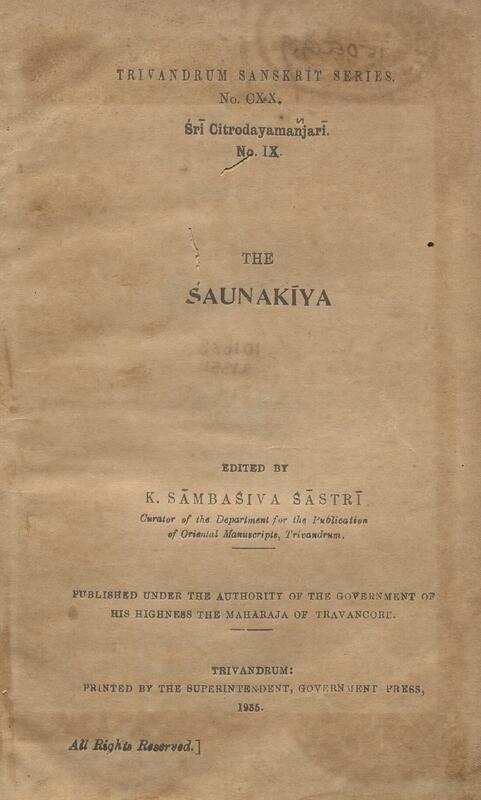 TRIVANDRUM SANSKRIT SERIES.
No. CXX.
Śrī Citrodayamañjarī.
No. IX.
THE
ŚAUNAKĪYA
EDITED BY
K. SĀMBAŚIVA ŚĀSTRĪ
Curator of the Department for the Publication
of Oriental Manuscripts, Trivandrum.
PUBLISHED UNDER THE AUTHORITY OF THE GOVERNMENT OF
HIS HIGHNESS THE MAHARAJA OF TRAVANCORE.
TRIVANDRUM:
PRINTED BY THE SUPERINTENDENT, GOVERNMENT PRESS,
1935.
All Rights Reserved.]